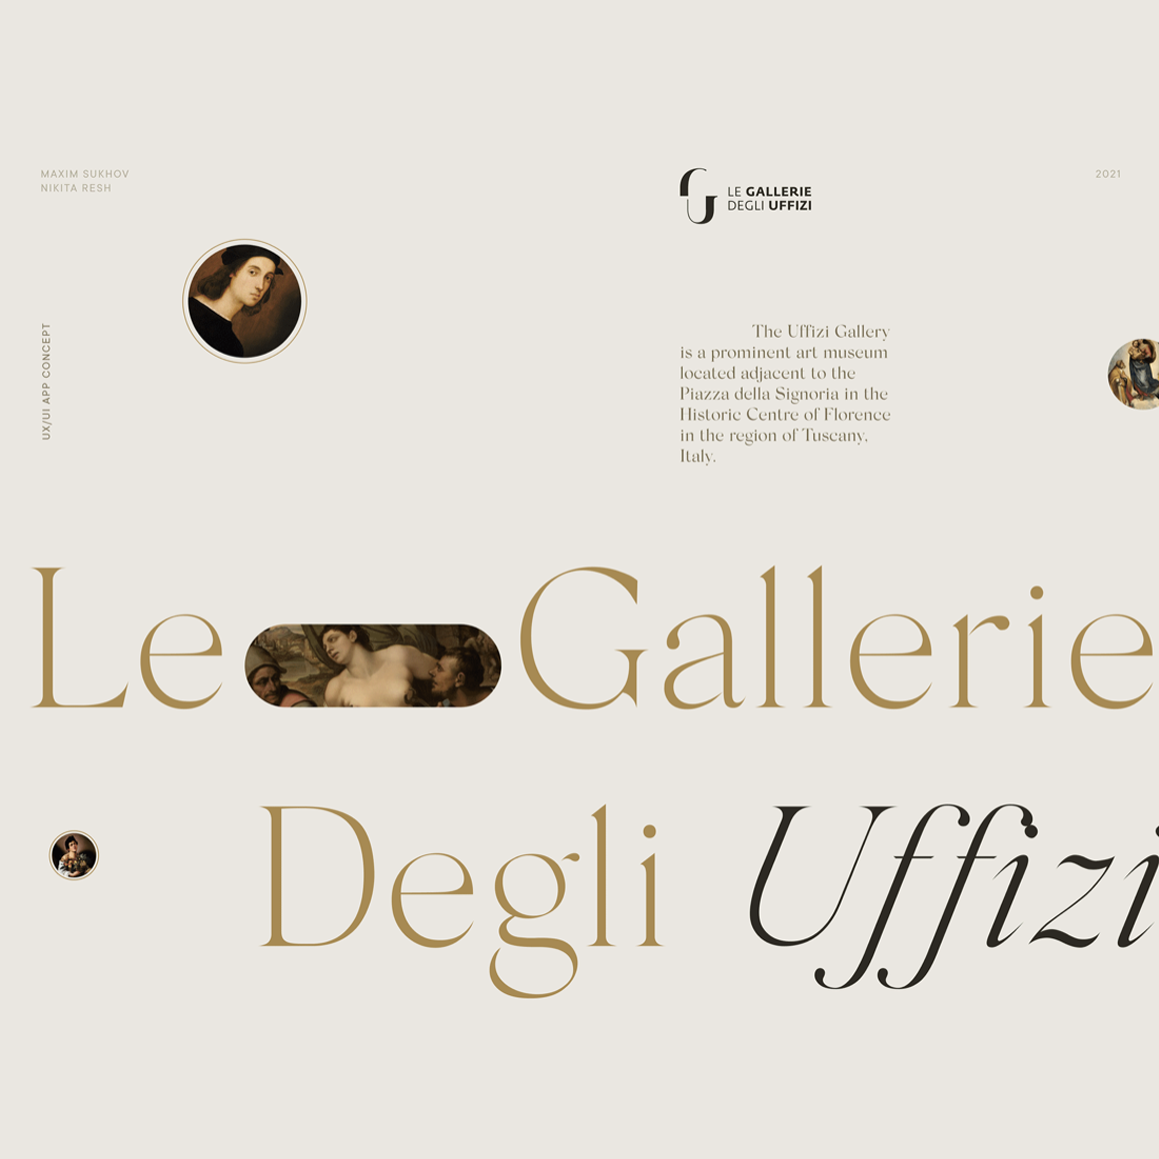 MAXIM SUKHOV
NIKITA RESH
LE GALLERIE
DEGLI UFFIZI
2021
UX/UI APP CONCEPT
The Uffizi Gallery
is a prominent art museum
located adjacent to the
Piazza della Signoria in the
Historic Centre of Florence
in the region of Tuscany,
Italy.
Le Gallerie
Degli Uffizi